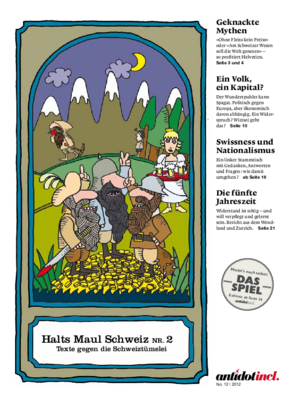 Geknackte
Mythen
«Ohne Fleiss kein Preis»
oder «Am Schweizer Wesen
soll die Welt genesen» –
so profitiert Helvetien.
Seite 3 und 4
Ein Volk,
ein Kapital?
Der Wunderpudel kann
Spagat. Politisch gegen
Europa, aber ökonomisch
davon abhängig. Ein Wider-
spruch? Wie
geht
das? Seite 10
Swissness und
Nationalismus
Ein linker Stammtisch
mit Gedanken, Antworten
und Fragen: wie damit
umgehen? ab Seite 16
Die fünfte
Jahreszeit
Widerstand ist nötig – und
will verpflegt und gelernt
sein. Bericht aus dem Wend-
land und Zürich. Seite 21
DAS
SPIEL
Halts Maul Schweiz NR. 2
Texte gegen die Schweiztümelei
antidotincl.
No. 12 / 2012